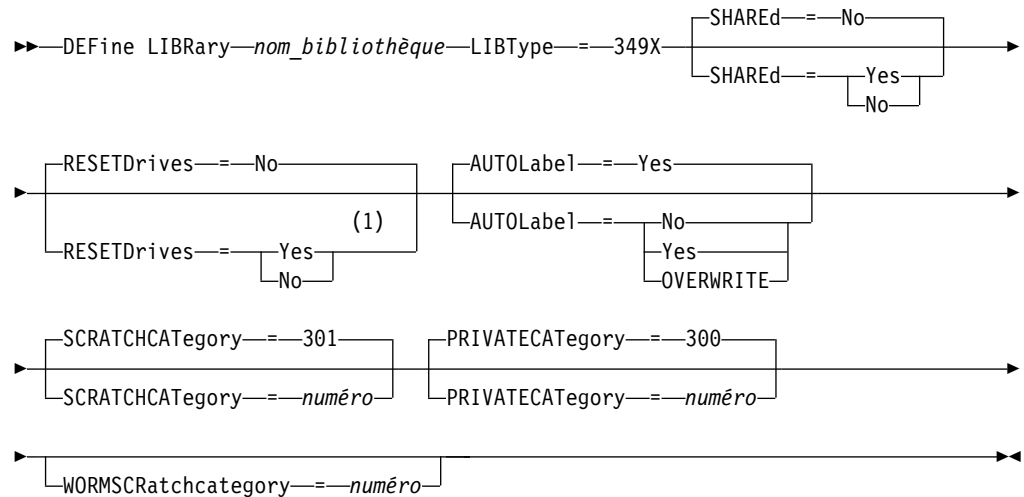 SHAREd = No
DEFine LIBRary nom_bibliothèque LIBType = 349X
SHAREd = Yes
No
RESETDrives = No
AUTOLabel = Yes
(1)
RESETDrives = Yes
No
AUTOLabel = No
Yes
OVERWRITE
SCRATCHCATegory = 301
PRIVATECATegory = 300
SCRATCHCATegory = numéro
PRIVATECATegory = numéro
WORMSCRatchcategory = numéro